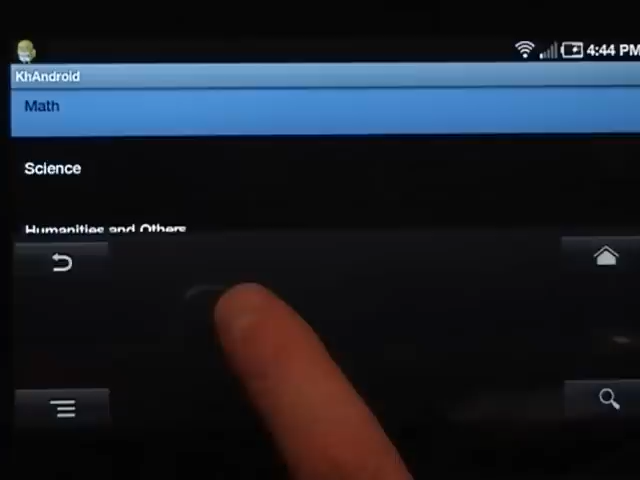 4:44 PM
KhAndroid
Math
Science
Humanities and Others